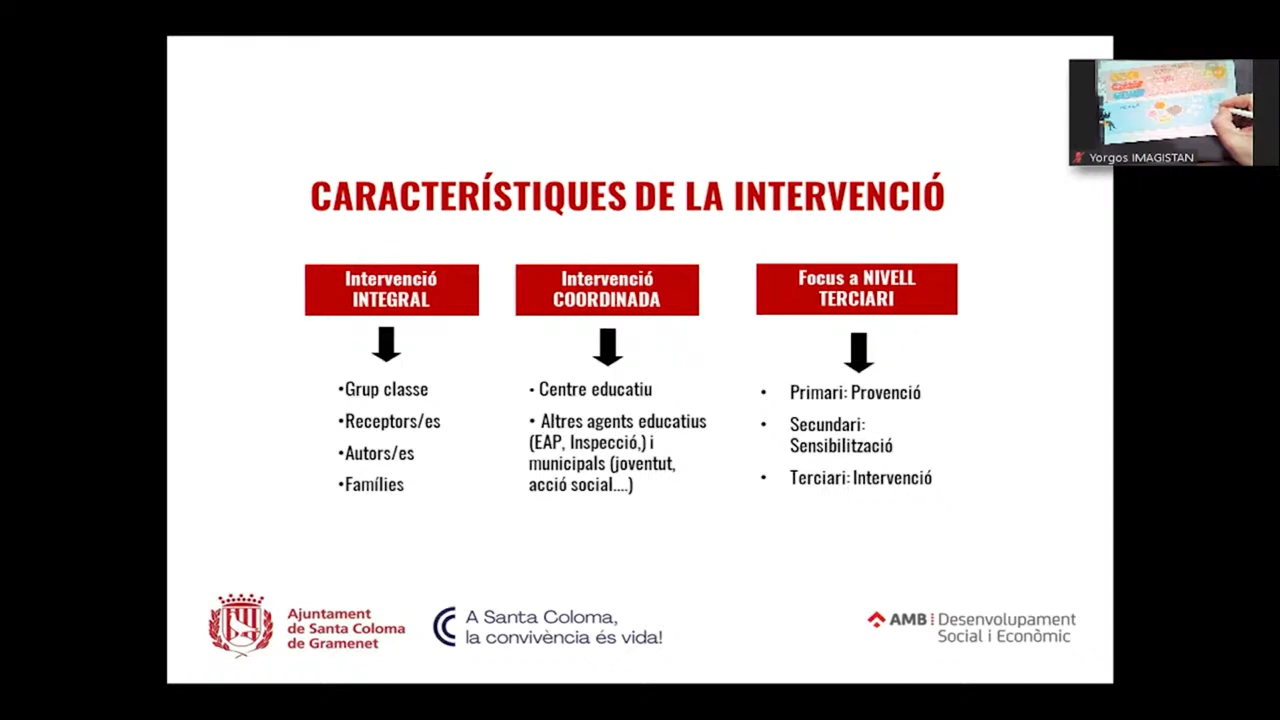 CARACTERÍSTIQUES DE LA INTERVENCIÓ
Intervenció
INTEGRAL
•Grup classe
•Receptors/es
•Autors/es
•Famílies
Intervenció
COORDINADA
• Centre educatiu
• Altres agents educatius
(EAP, Inspecció,) i
municipals (joventut,
acció social....)
Focus a NIVELL
TERCIARI
• Primari: Provenció
• Secundari:
Sensibilització
• Terciari: Intervenció
Ajuntament
de Santa Coloma
de Gramenet
A Santa Coloma,
la convivència és vida!
AMB Desenvolupament
Social i Econòmic
Yorgos IMAGISTAN